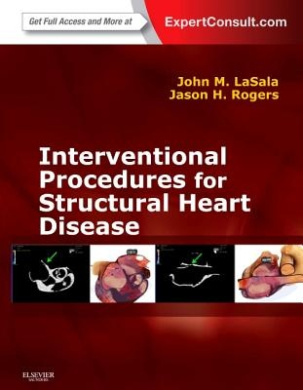 Get Full Access and More at
ExpertConsult.com
John M. LaSala
Jason H. Rogers
Interventional
Procedures for
Structural Heart
Disease
ELSEVIER
SAUNDERS